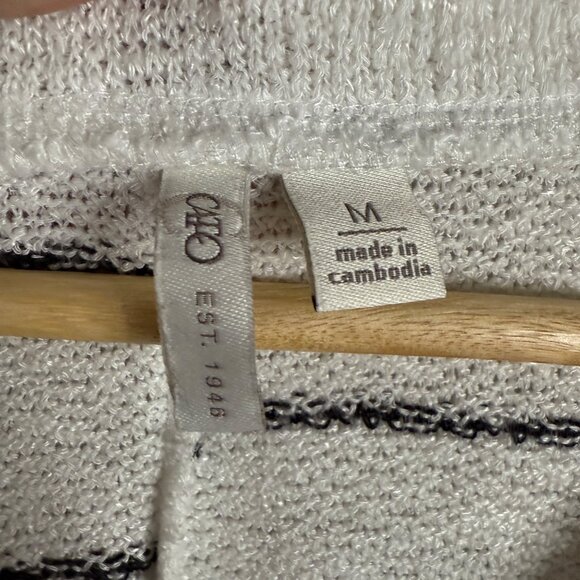 CATO
EST. 1946
M
made in
cambodia